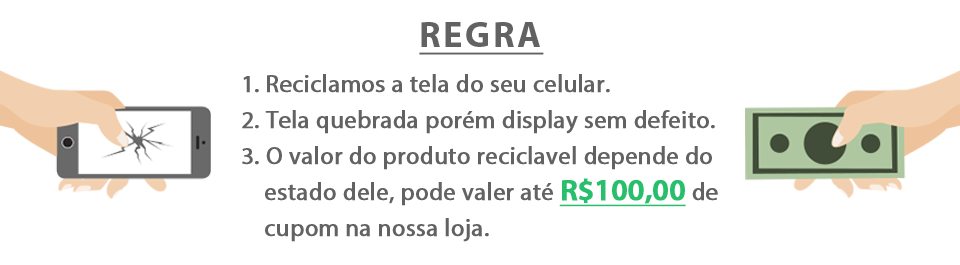 REGRA
1. Reciclamos a tela do seu celular.
2. Tela quebrada porém display sem defeito.
3. O valor do produto reciclavel depende do
estado dele, pode valer até R$100,00 de
cupom na nossa loja.